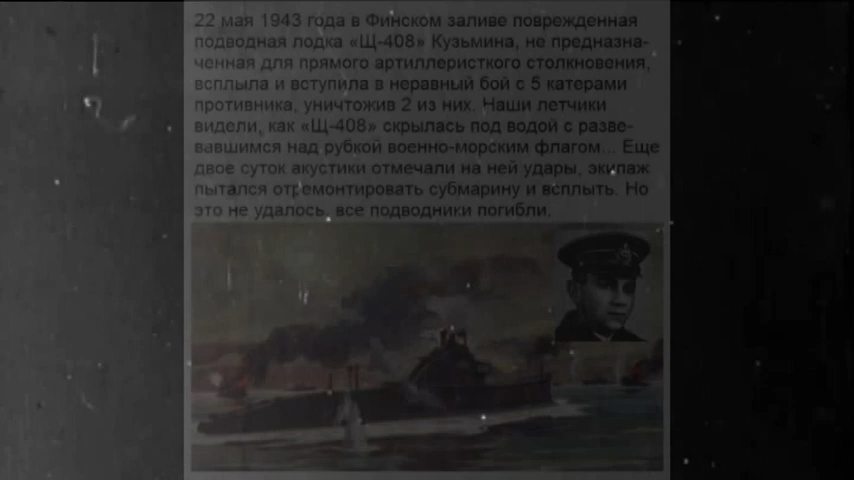 22 мая 1943 года в Финском заливе поврежденная
подводная лодка «Щ-408» Кузьмина, не предназна-
ченная для прямого артиллеристкого столкновения,
всплыла и вступила в неравный бой с 5 катерами
противника, уничтожив 2 из них. Наши летчики
видели, как «Щ-408» скрылась под водой с разве-
вавшимся над рубкой военно-морским флагом... Еще
двое суток акустики отмечали на ней удары, экипаж
пытался отремонтировать субмарину и всплыть. Но
это не удалось, все подводники погибли.